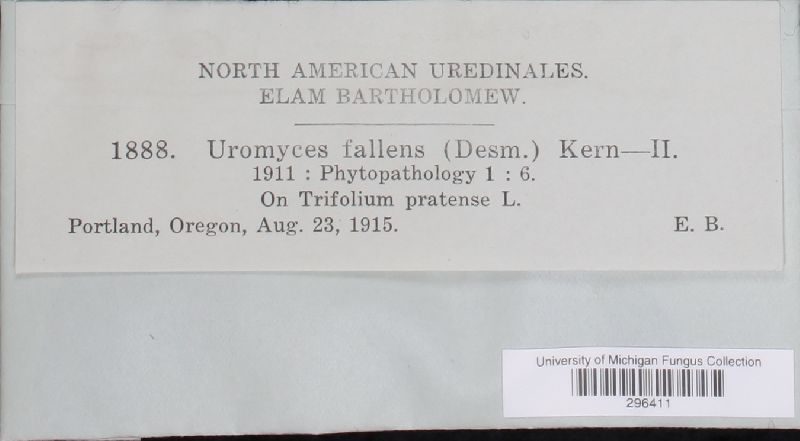 NORTH AMERICAN UREDINALES.
ELAM BARTHOLOMEW.
1888. Uromyces fallens (Desm.) Kern—II.
1911 : Phytopathology 1 : 6.
On Trifolium pratense L.
Portland, Oregon, Aug. 23, 1915. E. B.
University of Michigan Fungus Collection
296411